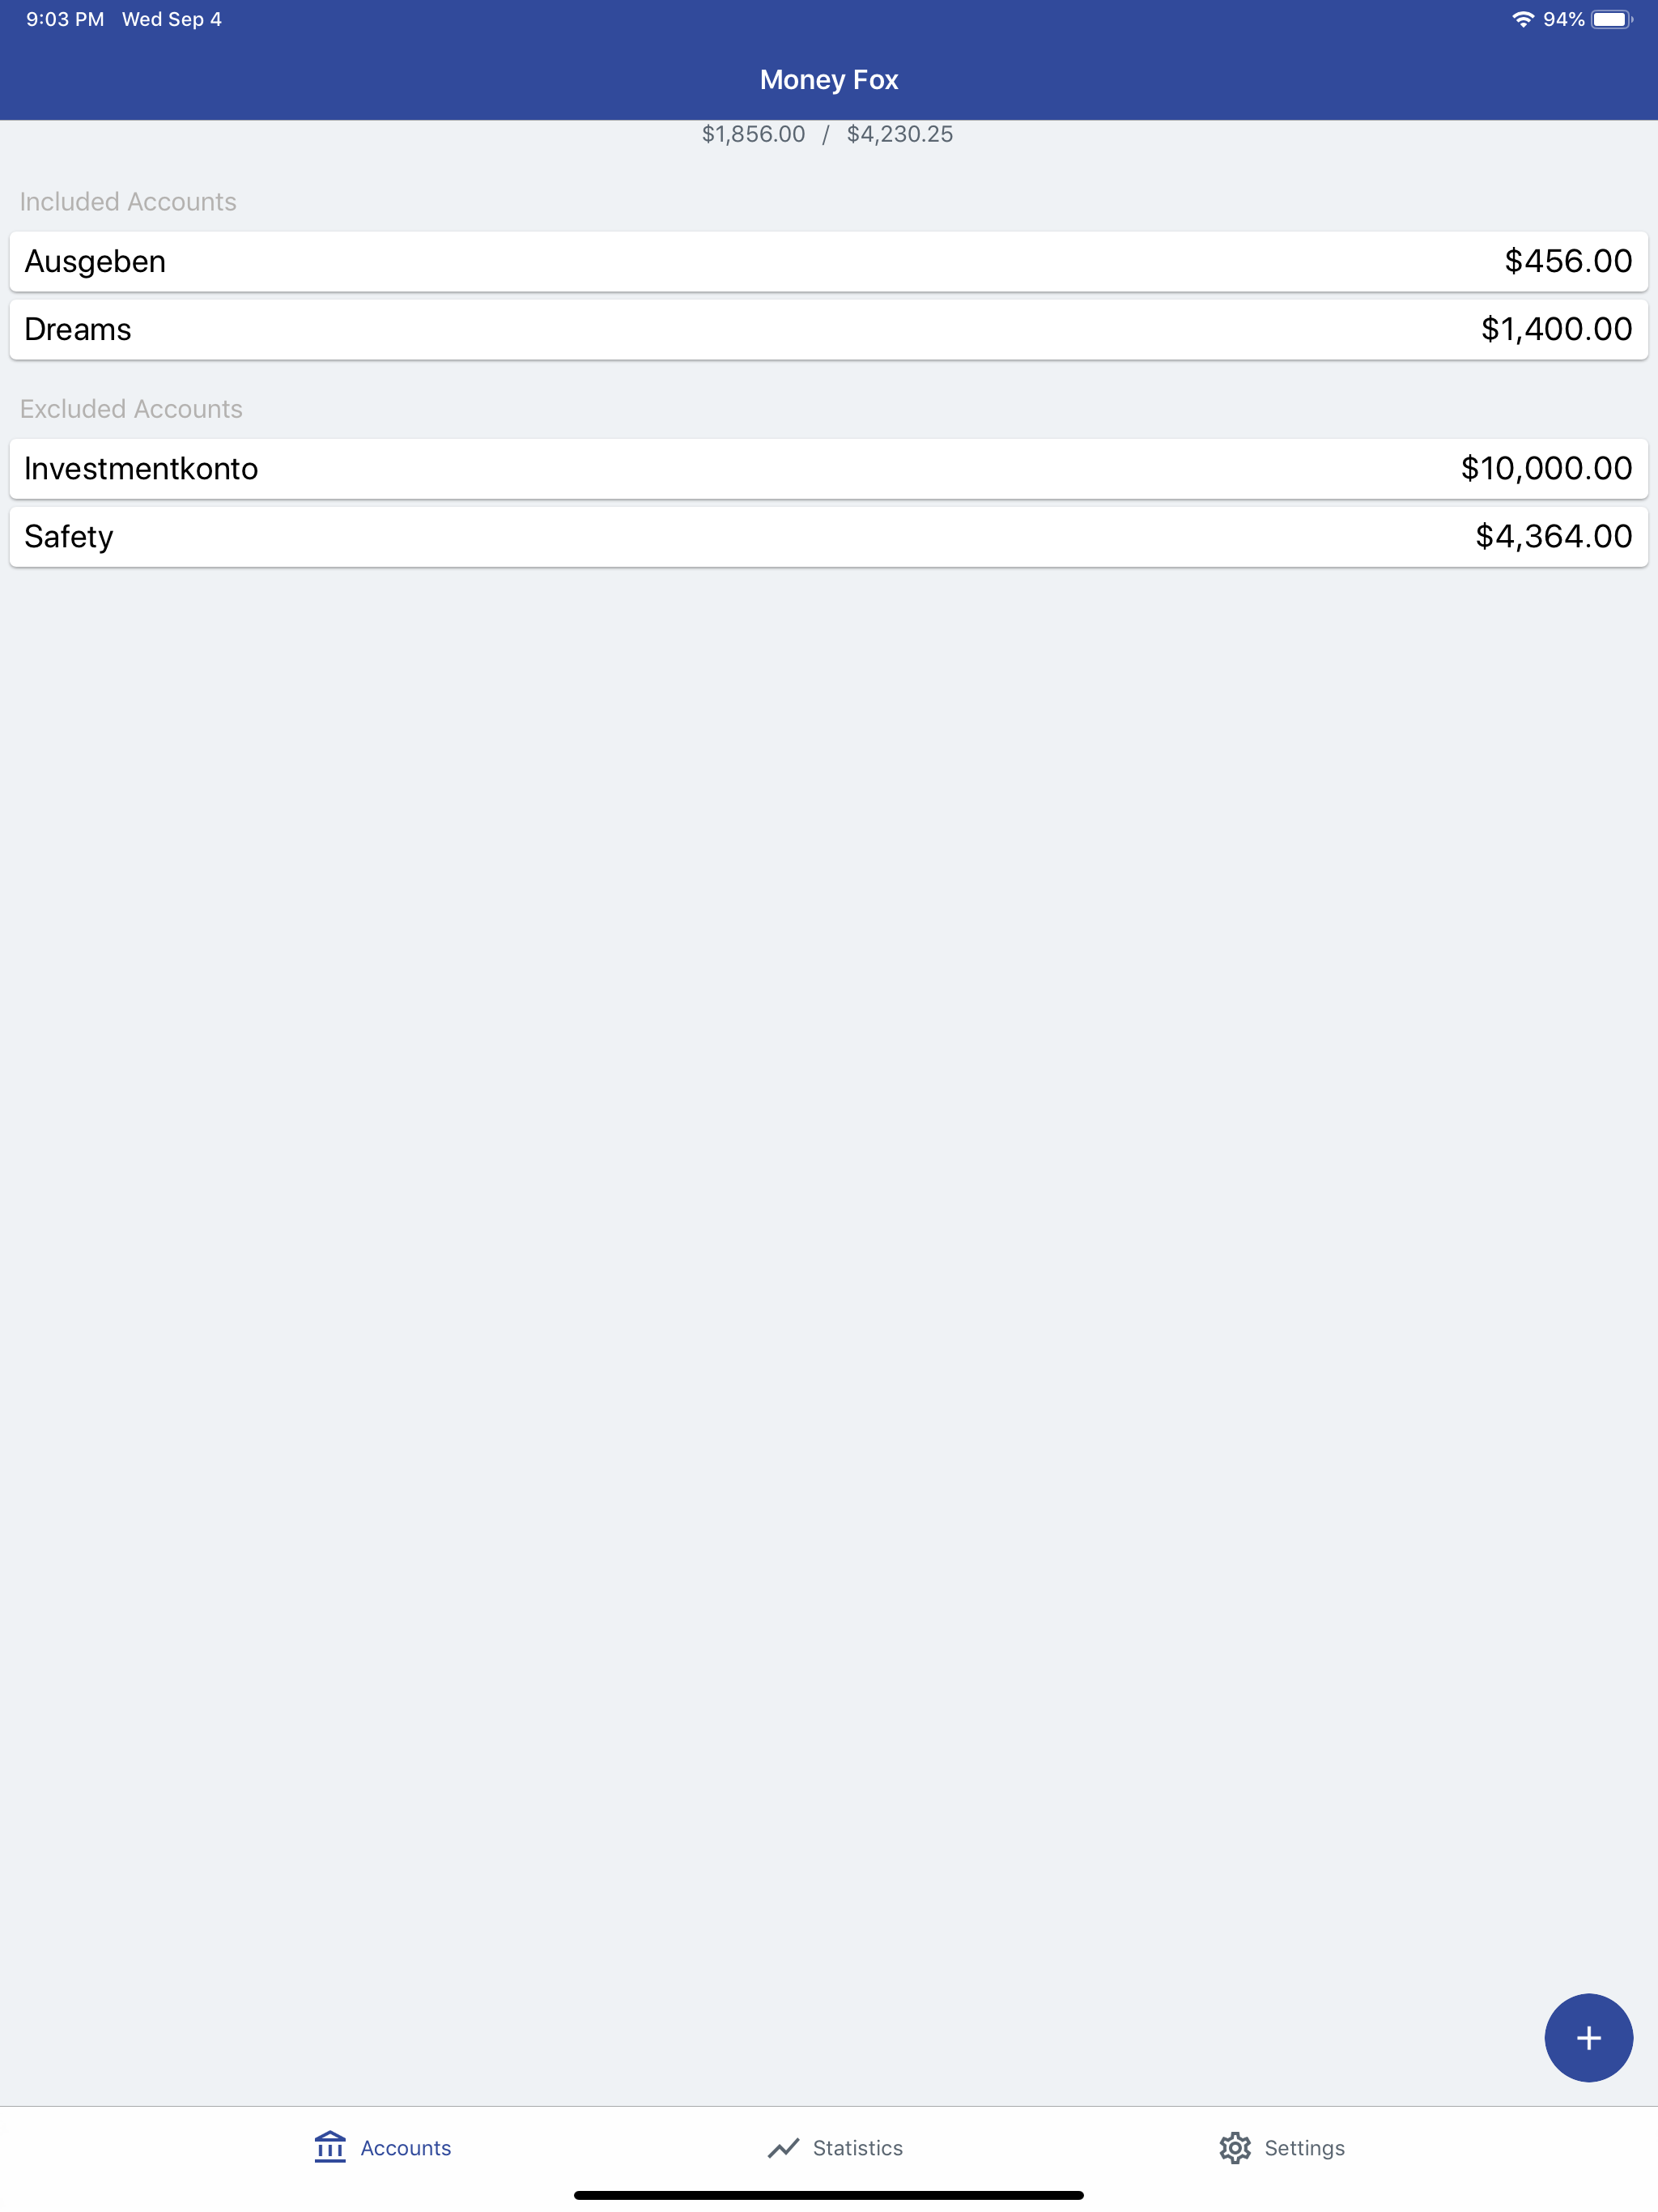 9:03 PM Wed Sep 4 94%
Money Fox
$1,856.00 / $4,230.25
Included Accounts
Ausgeben $456.00
Dreams $1,400.00
Excluded Accounts
Investmentkonto $10,000.00
Safety $4,364.00
+
Accounts Statistics Settings